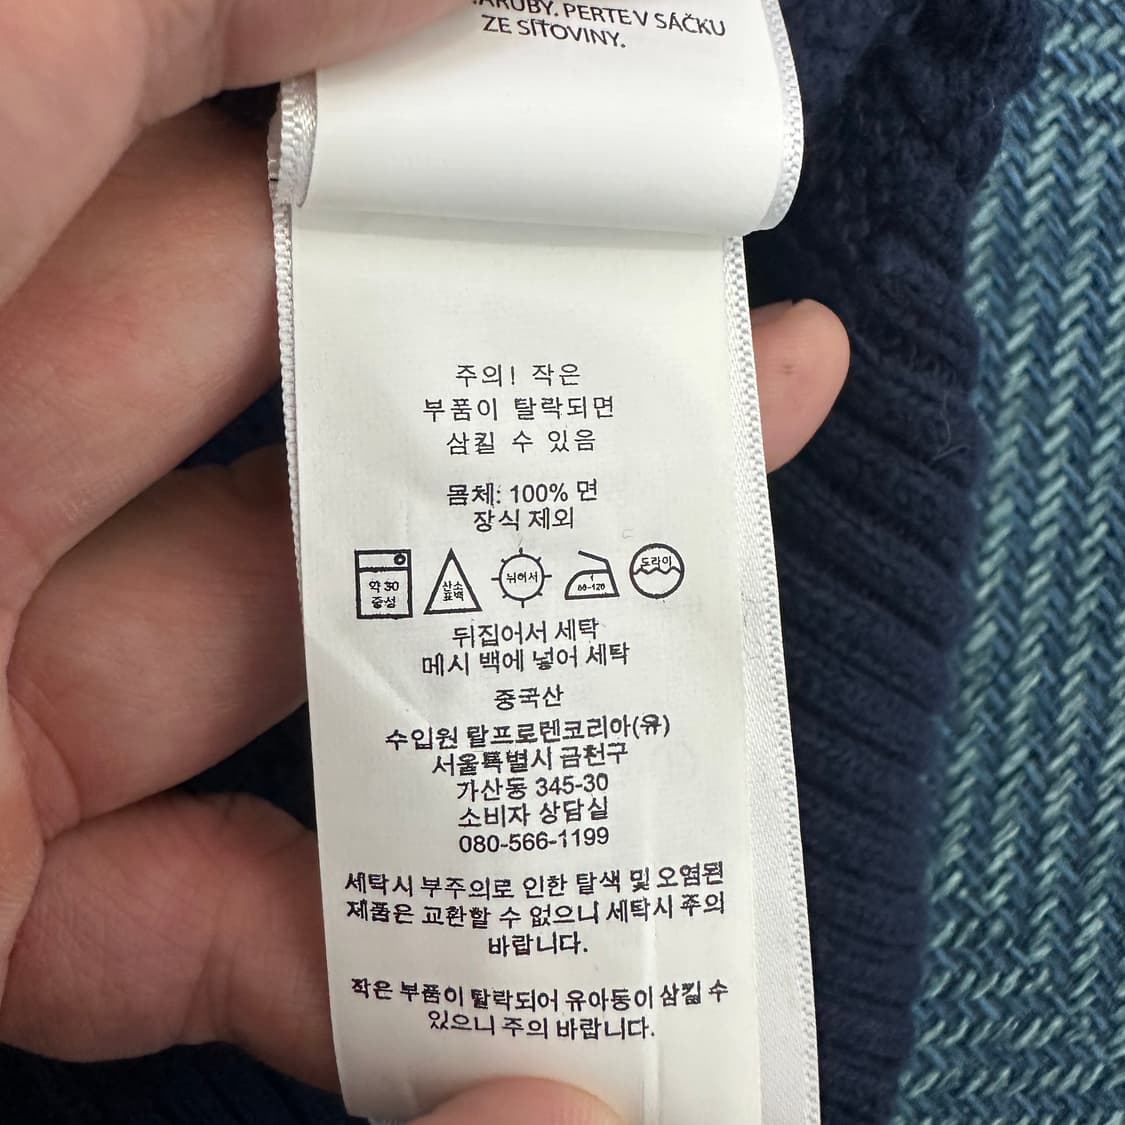 NARUBY. PERTE V SÁČKU
ZE SÍŤOVINY.
주의! 작은
부품이 탈락되면
삼킬 수 있음
몸체: 100% 면
장식 제외
약 30
중성
산소
표백
뉘어서
1
80-120
드라이
뒤집어서 세탁
메시 백에 넣어 세탁
중국산
수입원 랄프로렌코리아(유)
서울특별시 금천구
가산동 345-30
소비자 상담실
080-566-1199
세탁시 부주의로 인한 탈색 및 오염된
제품은 교환할 수 없으니 세탁시 주의
바랍니다.
작은 부품이 탈락되어 유아동이 삼킬 수
있으니 주의 바랍니다.